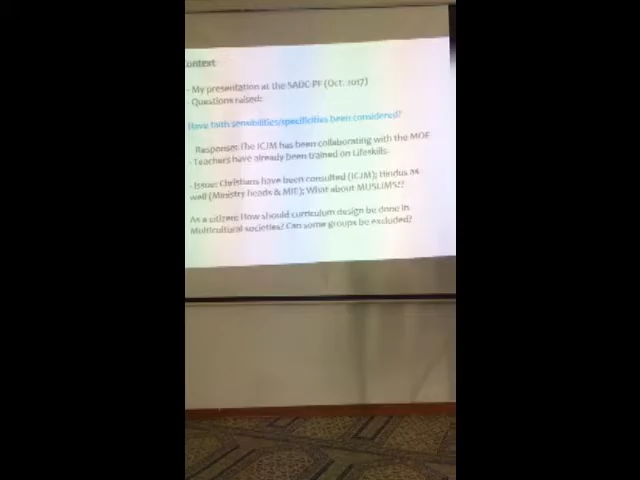 ontext
- My presentation at the SADC-PF (Oct. 2017)
- Questions raised:
Have faith sensibilities/specificities been considered?
Response: The ICJM has been collaborating with the MOE
- Teachers have already been trained on Lifeskills-
- Issue: Christians have been consulted (ICJM); Hindus as
well (Ministry heads & MIE); What about MUSLIMS??
As a citizen: How should curriculum design be done in
Multicultural societies? Can some groups be excluded?